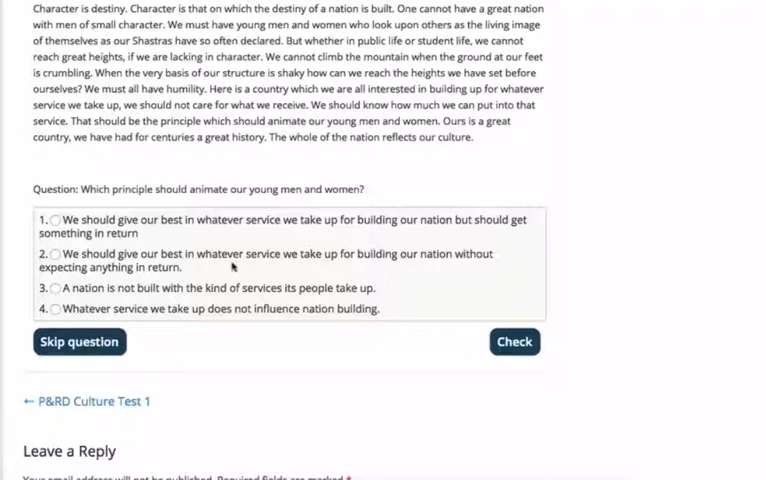 Character is destiny. Character is that on which the destiny of a nation is built. One cannot have a great nation
with men of small character. We must have young men and women who look upon others as the living image
of themselves as our Shastras have so often declared. But whether in public life or student life, we cannot
reach great heights, if we are lacking in character. We cannot climb the mountain when the ground at our feet
is crumbling. When the very basis of our structure is shaky how can we reach the heights we have set before
ourselves? We must all have humility. Here is a country which we are all interested in building up for whatever
service we take up, we should not care for what we receive. We should know how much we can put into that
service. That should be the principle which should animate our young men and women. Ours is a great
country, we have had for centuries a great history. The whole of the nation reflects our culture.
Question: Which principle should animate our young men and women?
1. We should give our best in whatever service we take up for building our nation but should get
something in return
2. We should give our best in whatever service we take up for building our nation without
expecting anything in return.
3. A nation is not built with the kind of services its people take up.
4. Whatever service we take up does not influence nation building.
Skip question
Check
← P&RD Culture Test 1
Leave a Reply
Your email address will not be published. Required fields are marked *